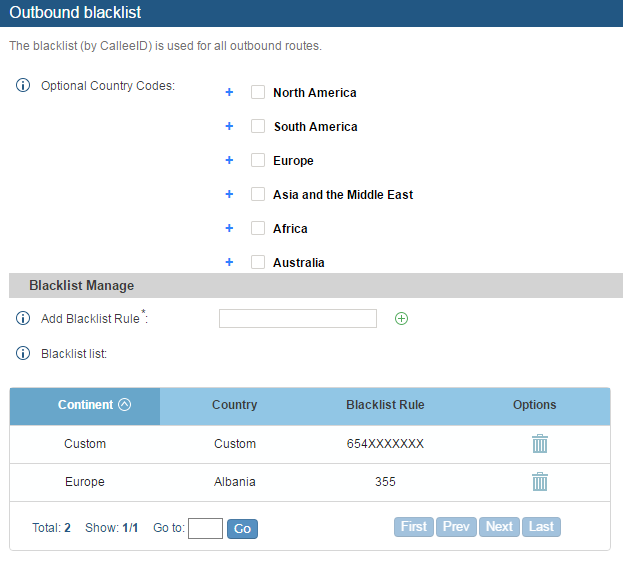 Outbound blacklist
The blacklist (by CalleeID) is used for all outbound routes.
Optional Country Codes:
+ North America
+ South America
+ Europe
+ Asia and the Middle East
+ Africa
+ Australia
Blacklist Manage
Add Blacklist Rule*:
Blacklist list:
Continent Country Blacklist Rule Options
Custom Custom 654XXXXXXX
Europe Albania 355
Total: 2 Show: 1/1 Go to: Go First Prev Next Last